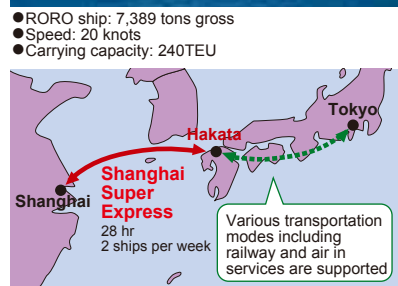 ●RORO ship: 7,389 tons gross
●Speed: 20 knots
●Carrying capacity: 240TEU
Tokyo
Hakata
Shanghai
Shanghai
Super
Express
28 hr
2 ships per week
Various transportation
modes including
railway and air in
services are supported